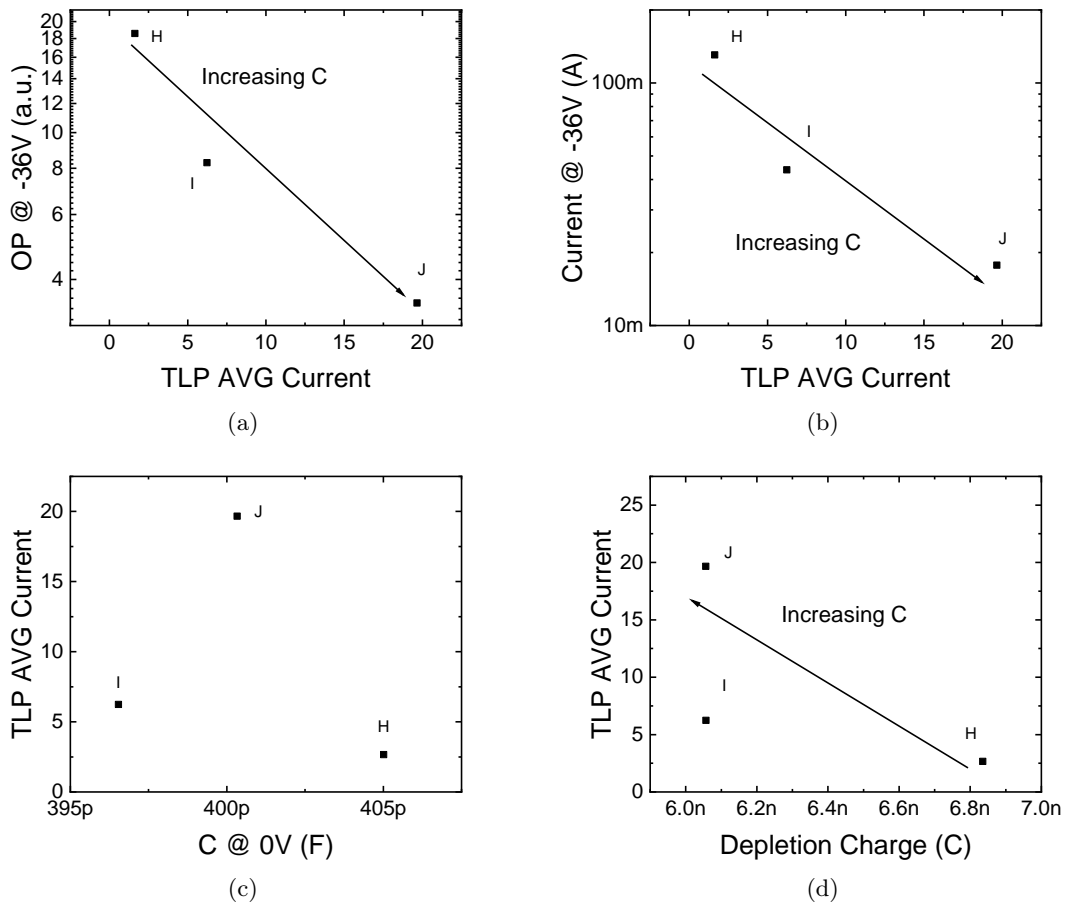 20
18
16
14
12
10
8
6
4
OP @ -36V (a.u.)
H
Increasing C
I
J
0 5 10 15 20
TLP AVG Current
(a)
100m
10m
Current @ -36V (A)
H
I
Increasing C
J
0 5 10 15 20
TLP AVG Current
(b)
20
15
10
5
0
TLP AVG Current
J
I
H
395p 400p 405p
C @ 0V (F)
(c)
25
20
15
10
5
0
TLP AVG Current
J
Increasing C
I
H
6.0n 6.2n 6.4n 6.6n 6.8n 7.0n
Depletion Charge (C)
(d)